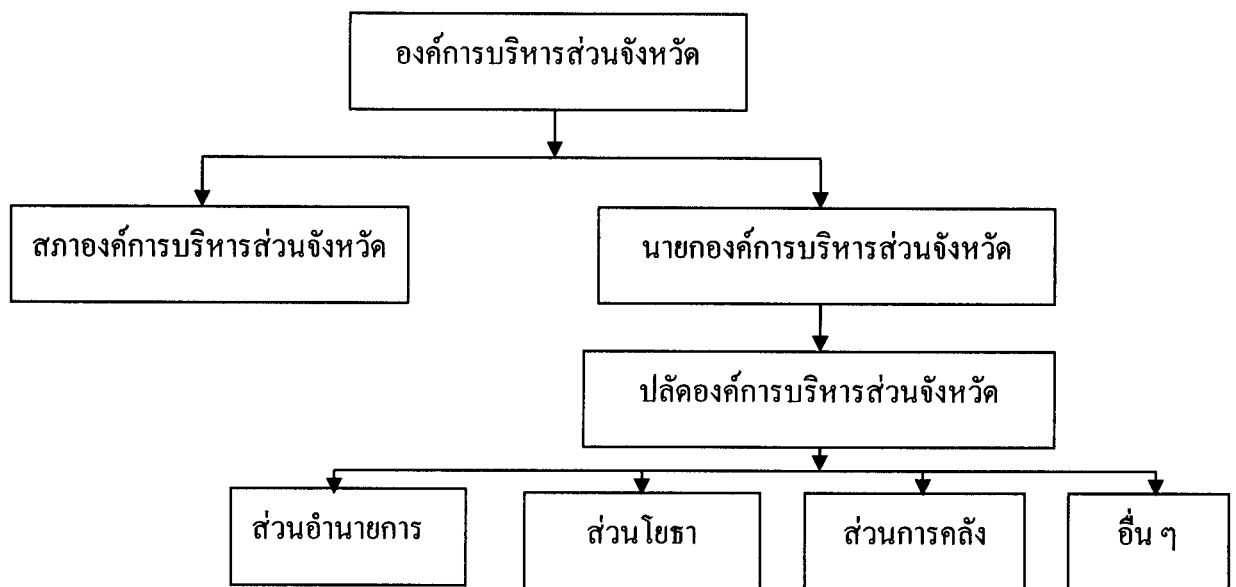 องค์การบริหารส่วนจังหวัด
สภาองค์การบริหารส่วนจังหวัด
นายกองค์การบริหารส่วนจังหวัด
ปลัดองค์การบริหารส่วนจังหวัด
ส่วนอำนายการ
ส่วนโยธา
ส่วนการคลัง
อื่น ๆ